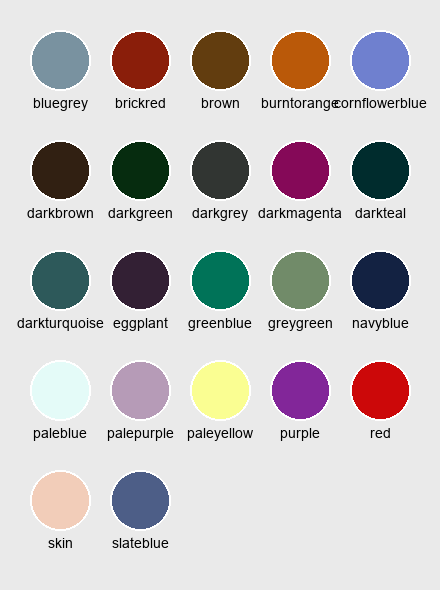 bluegrey brickred brown burntorange cornflowerblue
darkbrown darkgreen darkgrey darkmagenta darkteal
darkturquoise eggplant greenblue greygreen navyblue
paleblue palepurple paleyellow purple red
skin slateblue